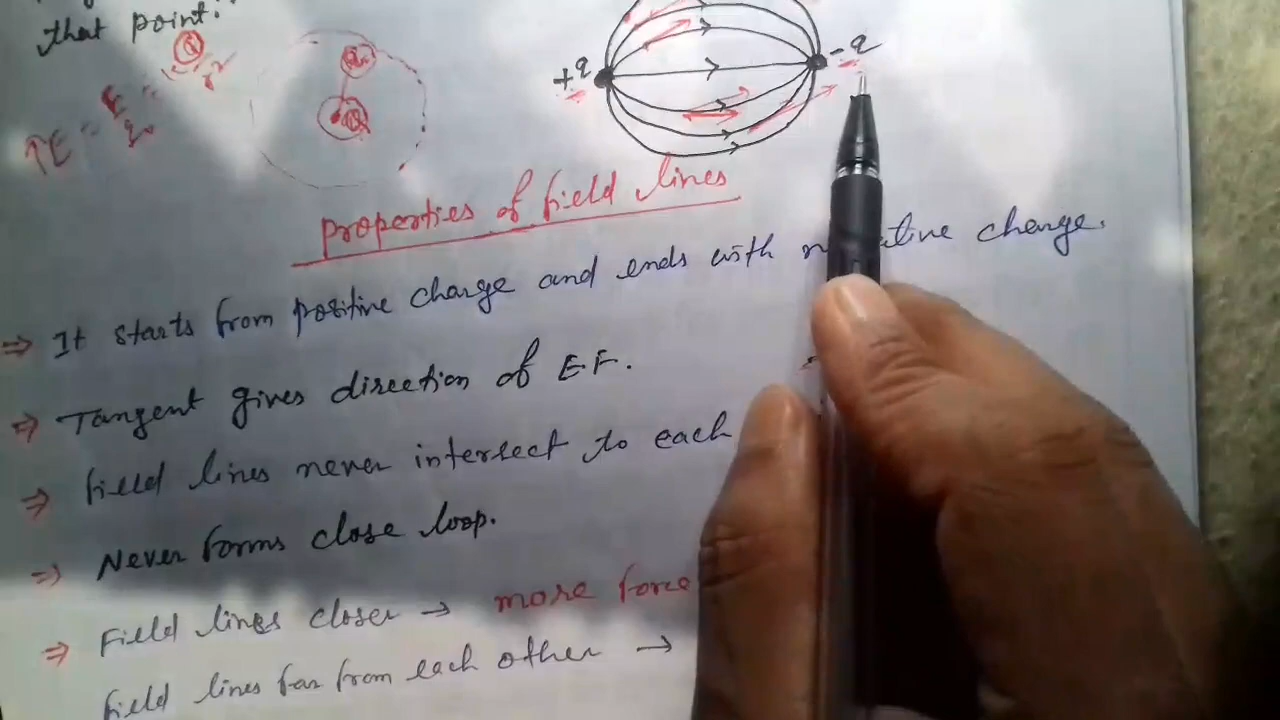 that point.
+q
-q
Properties of field lines
⇒ It starts from positive charge and ends with negative charge.
⇒ Tangent gives direction of E.F.
⇒ field lines never intersect to each
⇒ Never forms close loop.
⇒ Field lines closer → more force
field lines far from each other →